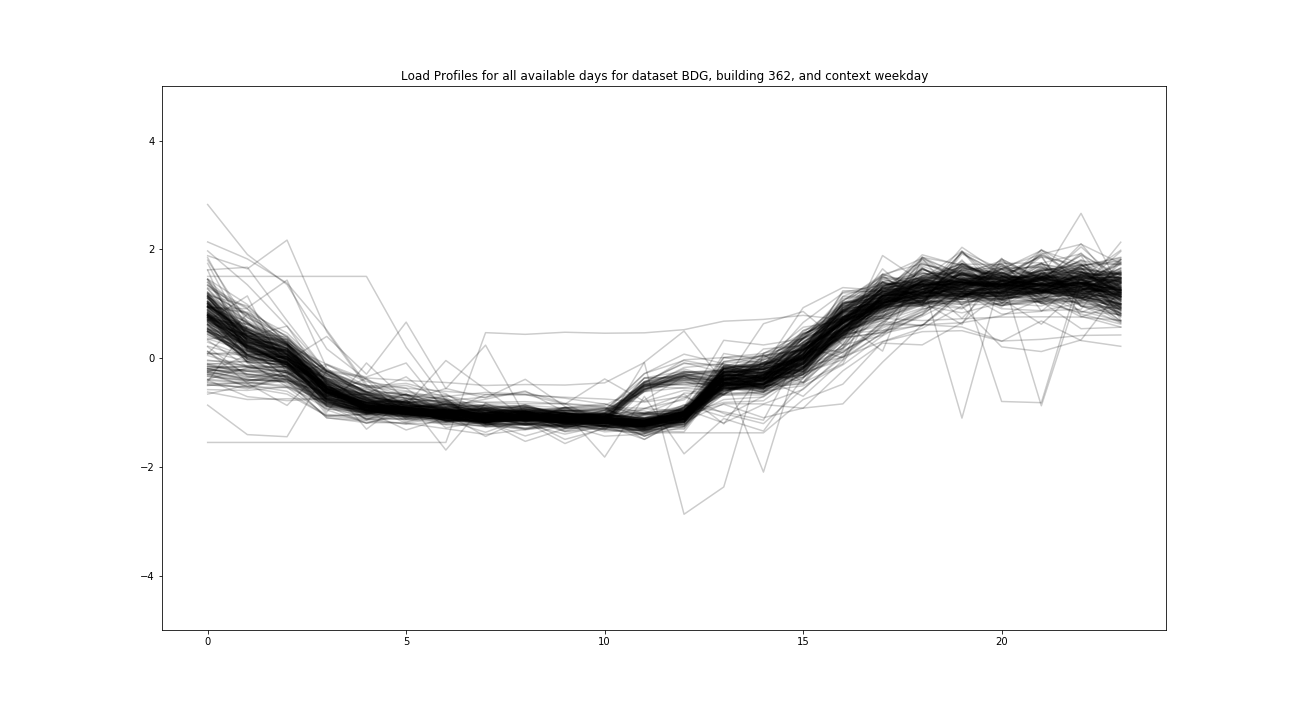 Load Profiles for all available days for dataset BDG, building 362, and context weekday
4
2
0
−2
−4
0 5 10 15 20